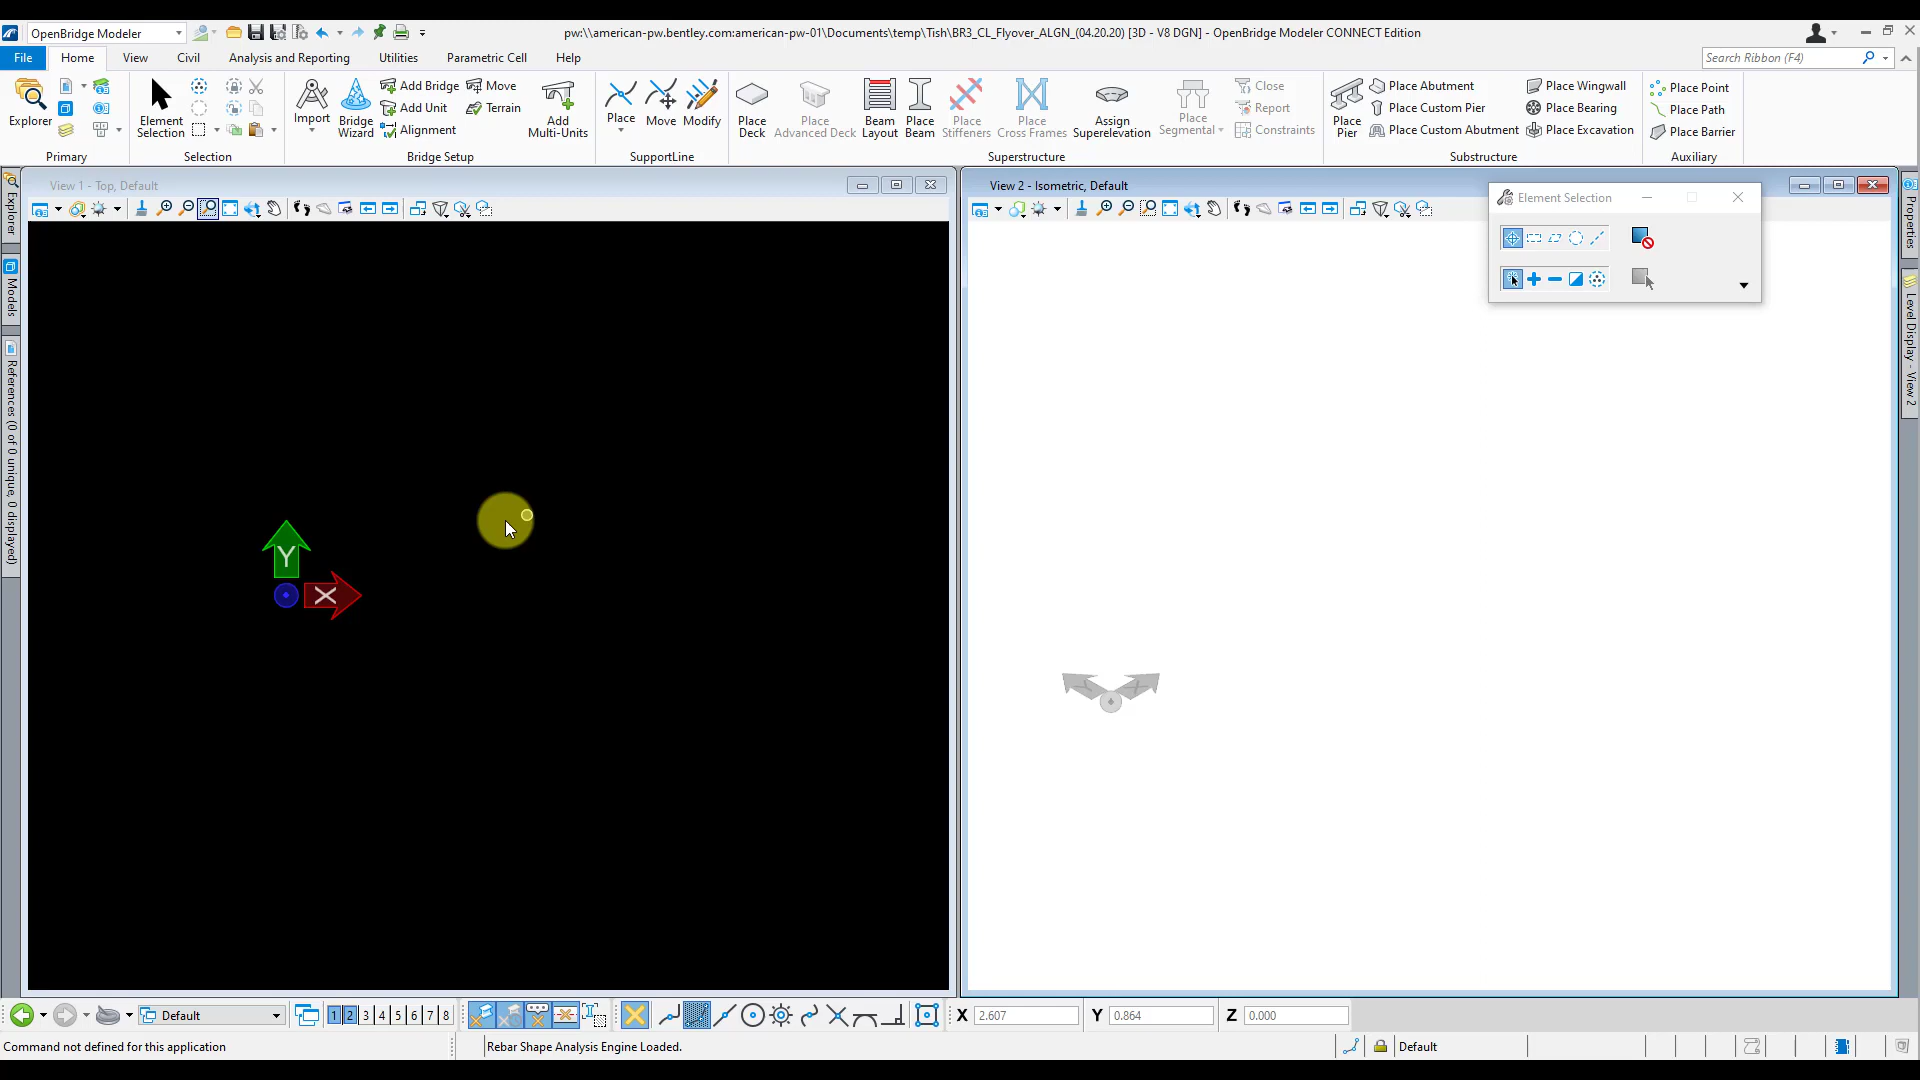 OpenBridge Modeler
pw:\\american-pw.bentley.com:american-pw-01\Documents\temp\Tish\BR3_CL_Flyover_ALGN_(04.20.20) [3D - V8 DGN] - OpenBridge Modeler CONNECT Edition
File Home View Civil Analysis and Reporting Utilities Parametric Cell Help
Search Ribbon (F4)
Explorer
Primary
Element Selection
Selection
Import
Bridge Wizard
Add Bridge
Add Unit
Alignment
Move
Terrain
Add Multi-Units
Bridge Setup
Place
Move
Modify
SupportLine
Place Deck
Place Advanced Deck
Beam Layout
Place Beam
Place Stiffeners
Place Cross Frames
Assign Superelevation
Place Segmental
Close
Report
Constraints
Superstructure
Place Pier
Place Abutment
Place Custom Pier
Place Custom Abutment
Place Wingwall
Place Bearing
Place Excavation
Substructure
Place Point
Place Path
Place Barrier
Auxiliary
View 1 - Top, Default
View 2 - Isometric, Default
Element Selection
Explorer
Models
References (0 of 0 unique, 0 displayed)
Properties
Level Display - View 2
Y
X
Default
1 2 3 4 5 6 7 8
X 2.607
Y 0.864
Z 0.000
Command not defined for this application
Rebar Shape Analysis Engine Loaded.
Default